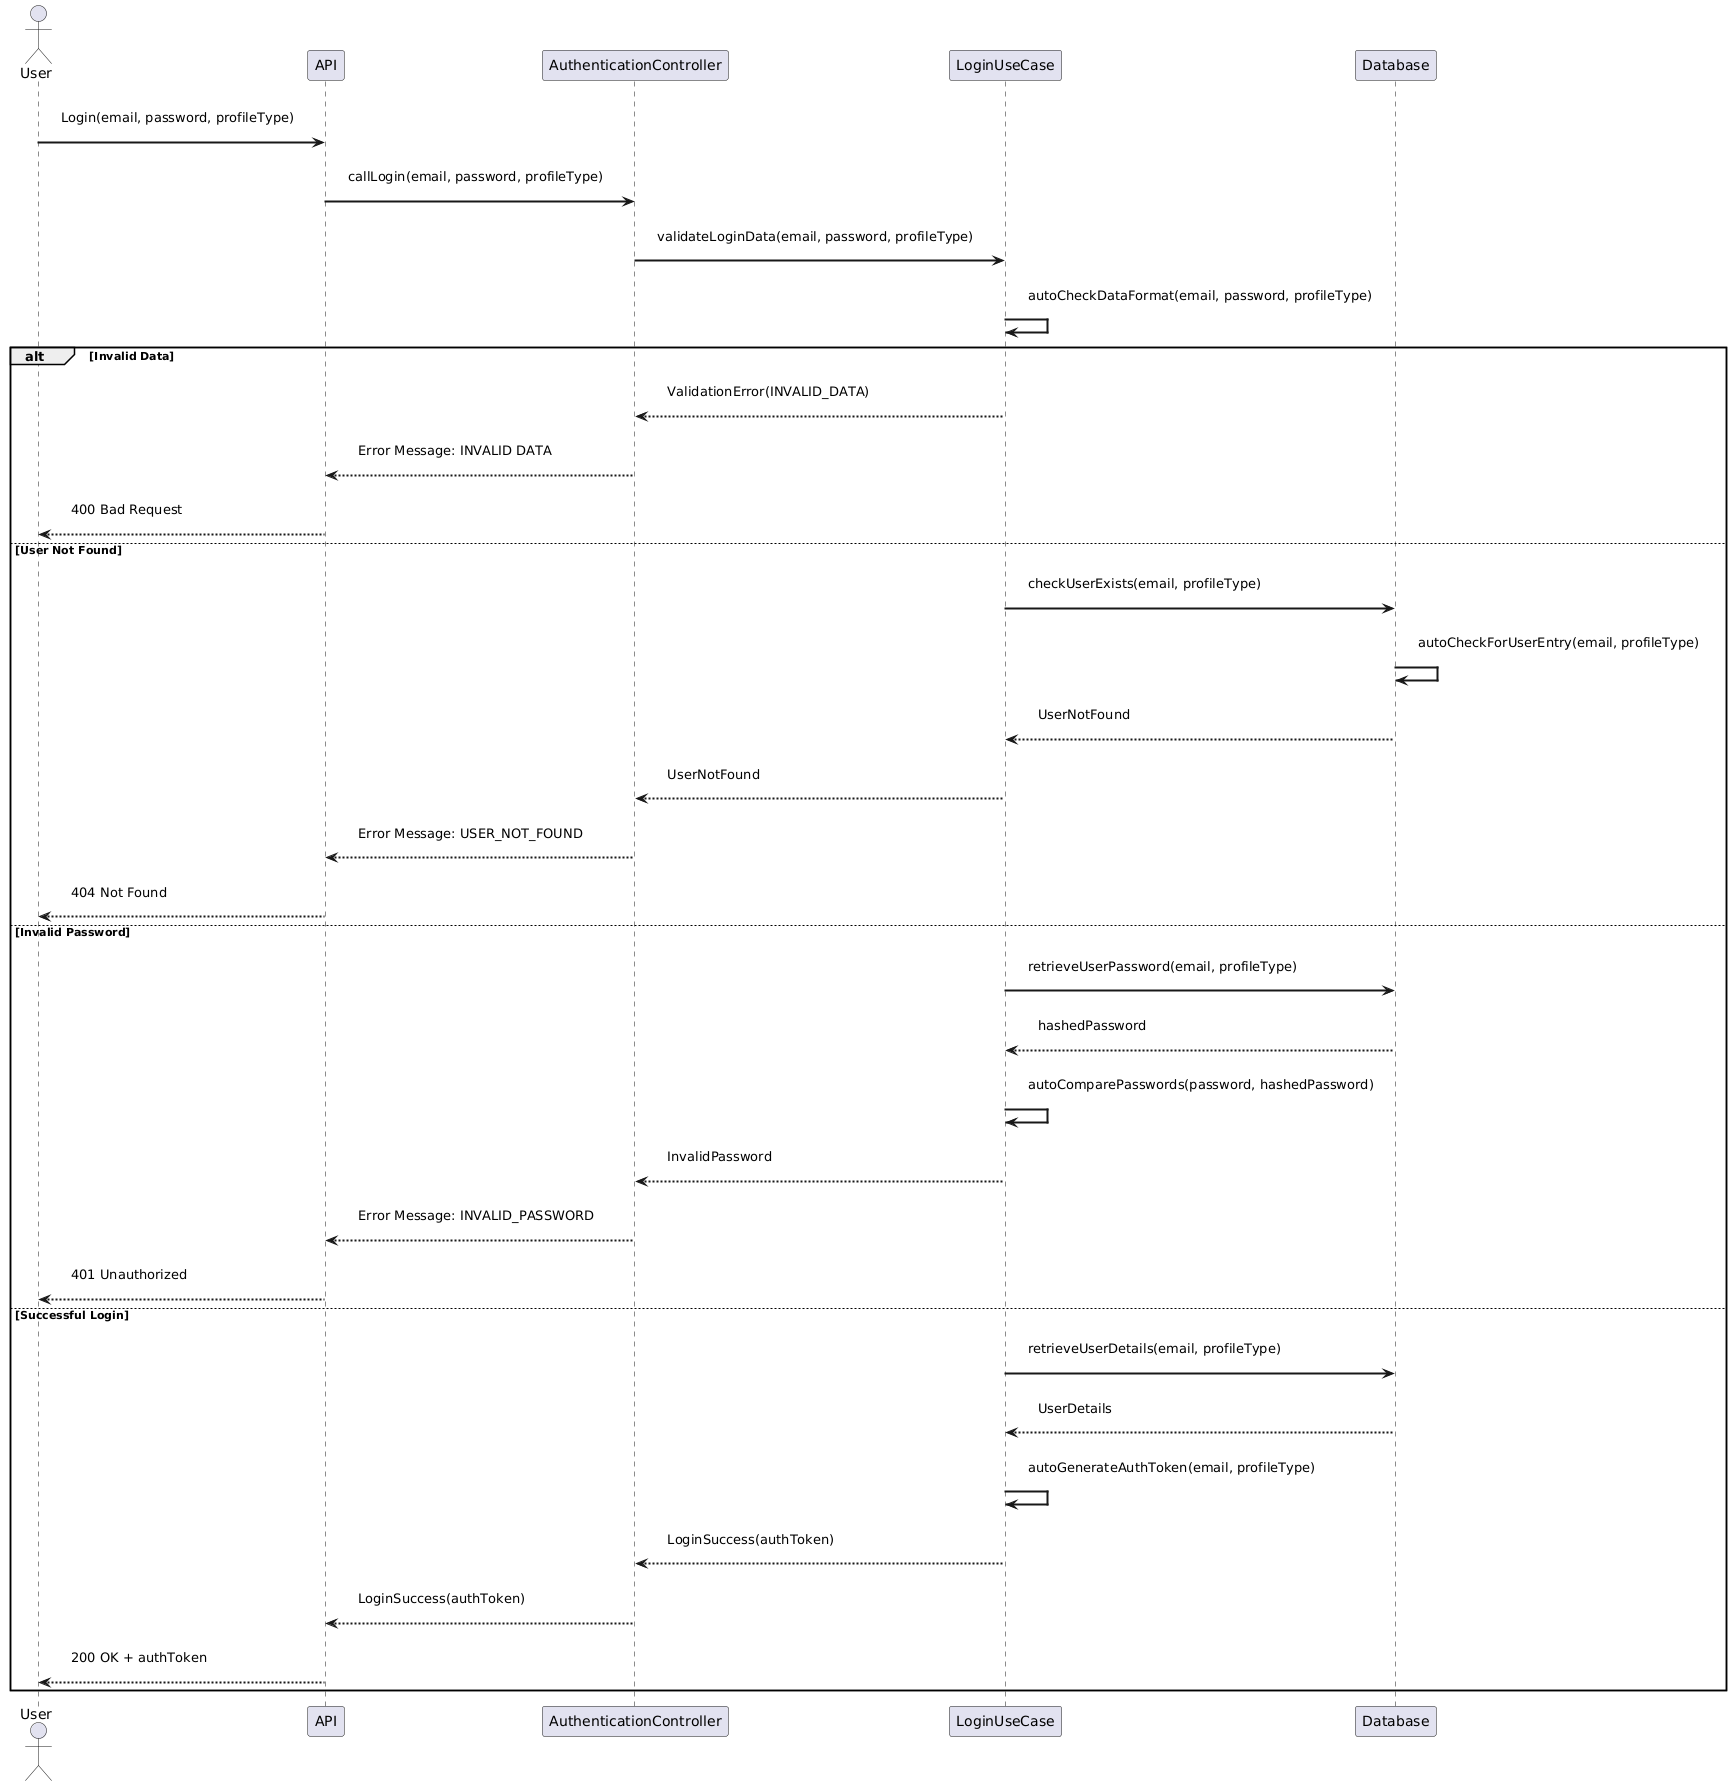 User
API
AuthenticationController
LoginUseCase
Database
Login(email, password, profileType)
callLogin(email, password, profileType)
validateLoginData(email, password, profileType)
autoCheckDataFormat(email, password, profileType)
alt
[Invalid Data]
ValidationError(INVALID_DATA)
Error Message: INVALID DATA
400 Bad Request
[User Not Found]
checkUserExists(email, profileType)
autoCheckForUserEntry(email, profileType)
UserNotFound
UserNotFound
Error Message: USER_NOT_FOUND
404 Not Found
[Invalid Password]
retrieveUserPassword(email, profileType)
hashedPassword
autoComparePasswords(password, hashedPassword)
InvalidPassword
Error Message: INVALID_PASSWORD
401 Unauthorized
[Successful Login]
retrieveUserDetails(email, profileType)
UserDetails
autoGenerateAuthToken(email, profileType)
LoginSuccess(authToken)
LoginSuccess(authToken)
200 OK + authToken
User
API
AuthenticationController
LoginUseCase
Database